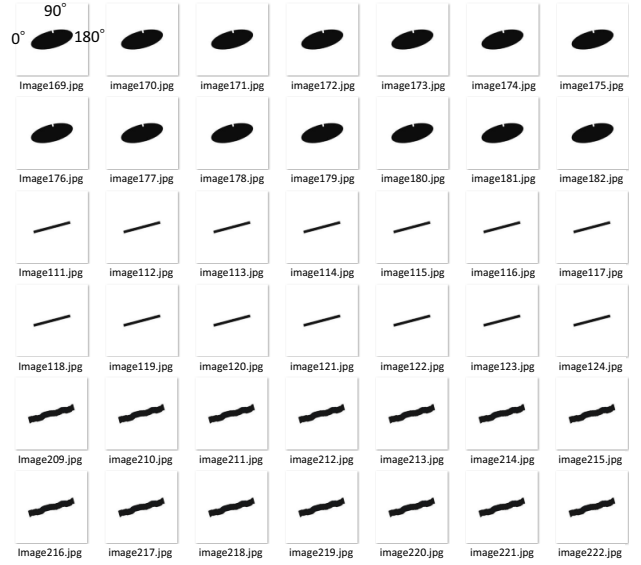 90°
0° 180°
Image169.jpg image170.jpg image171.jpg image172.jpg image173.jpg image174.jpg image175.jpg
Image176.jpg image177.jpg image178.jpg image179.jpg image180.jpg image181.jpg image182.jpg
Image111.jpg image112.jpg image113.jpg image114.jpg image115.jpg image116.jpg image117.jpg
Image118.jpg image119.jpg image120.jpg image121.jpg image122.jpg image123.jpg image124.jpg
Image209.jpg image210.jpg image211.jpg image212.jpg image213.jpg image214.jpg image215.jpg
Image216.jpg image217.jpg image218.jpg image219.jpg image220.jpg image221.jpg image222.jpg